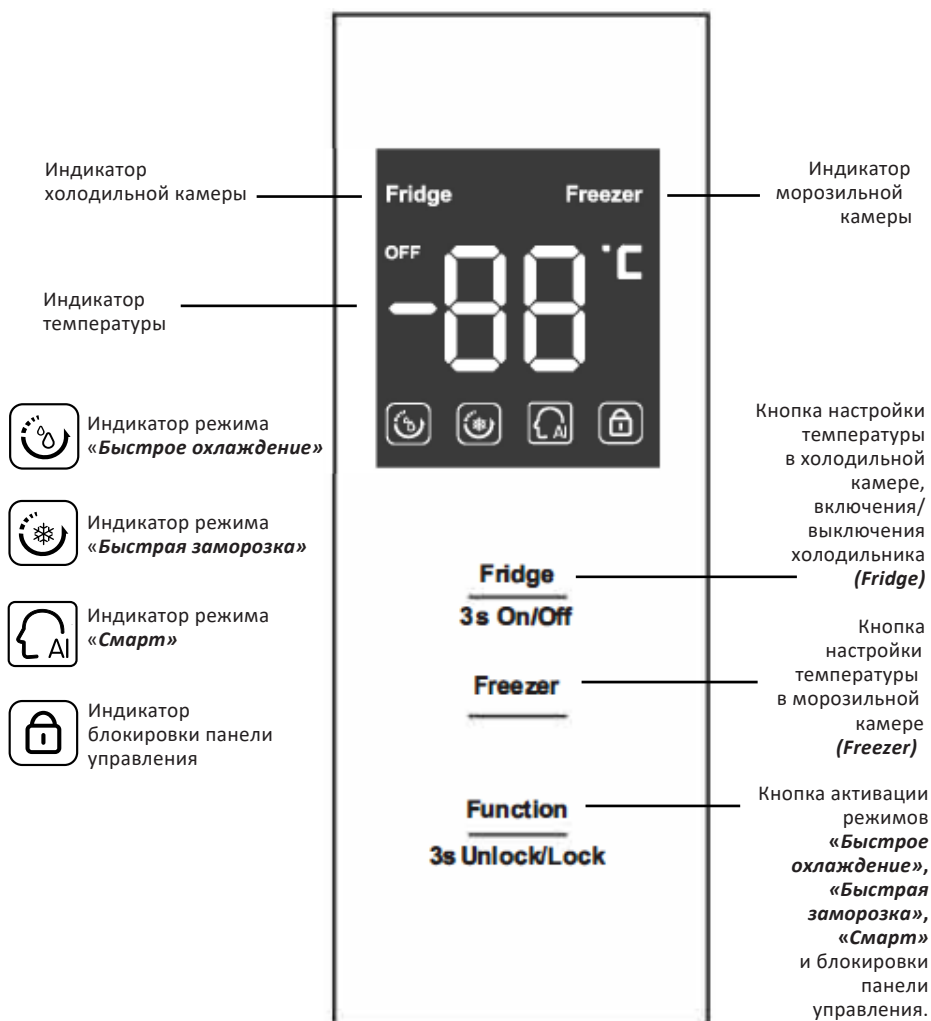 Индикатор
холодильной камеры
Индикатор
морозильной
камеры
Fridge
Freezer
OFF
-88 °C
Индикатор
температуры
Индикатор режима
«Быстрое охлаждение»
Индикатор режима
«Быстрая заморозка»
AI
Индикатор режима
«Смарт»
AI
Индикатор
блокировки панели
управления
Кнопка настройки
температуры
в холодильной
камере,
включения/
выключения
холодильника
(Fridge)
Fridge
3s On/Off
Кнопка
настройки
температуры
в морозильной
камере
(Freezer)
Freezer
Function
3s Unlock/Lock
Кнопка активации
режимов
«Быстрое
охлаждение»,
«Быстрая
заморозка»,
«Смарт»
и блокировки
панели
управления.